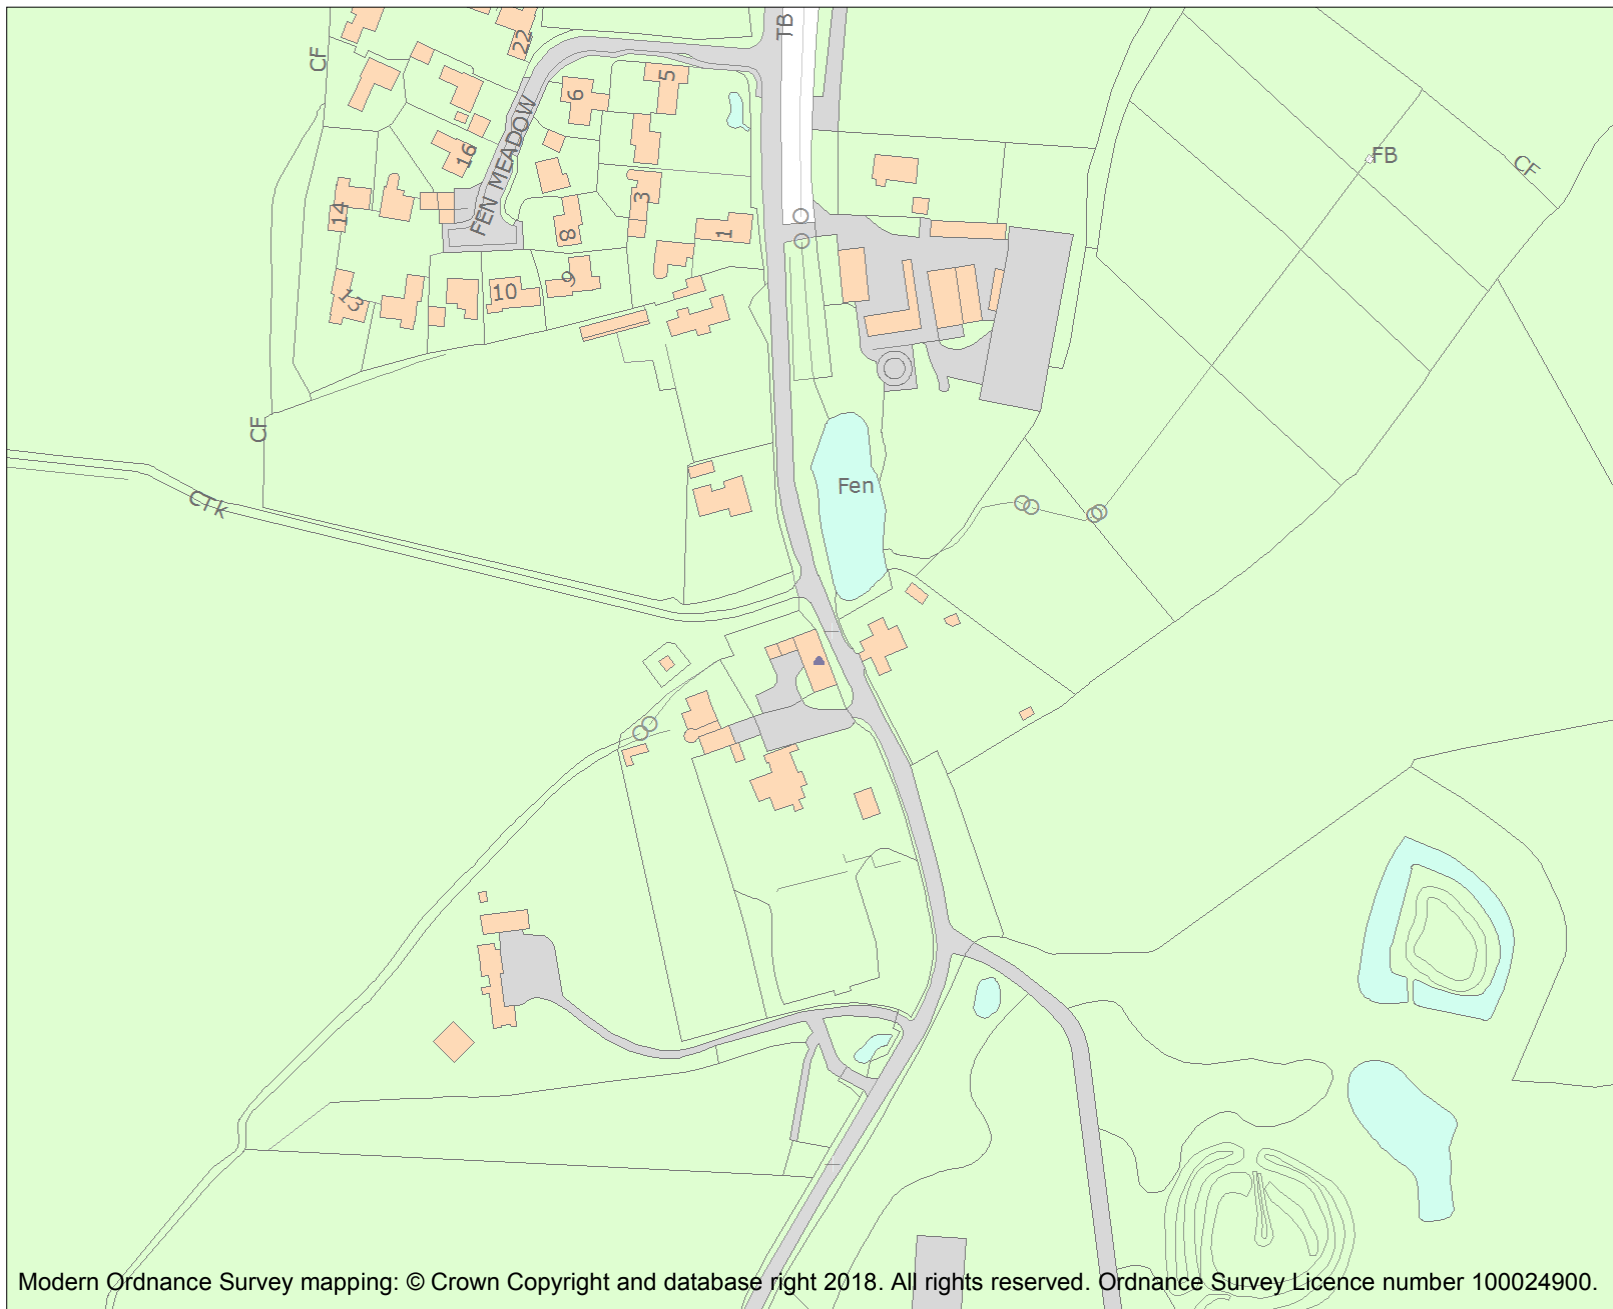 TB
CF
22
5
6
FEN MEADOW
16
FB
CF
14
3
8
1
9
10
13
CF
Fen
CTk
Modern Ordnance Survey mapping: © Crown Copyright and database right 2018. All rights reserved. Ordnance Survey Licence number 100024900.